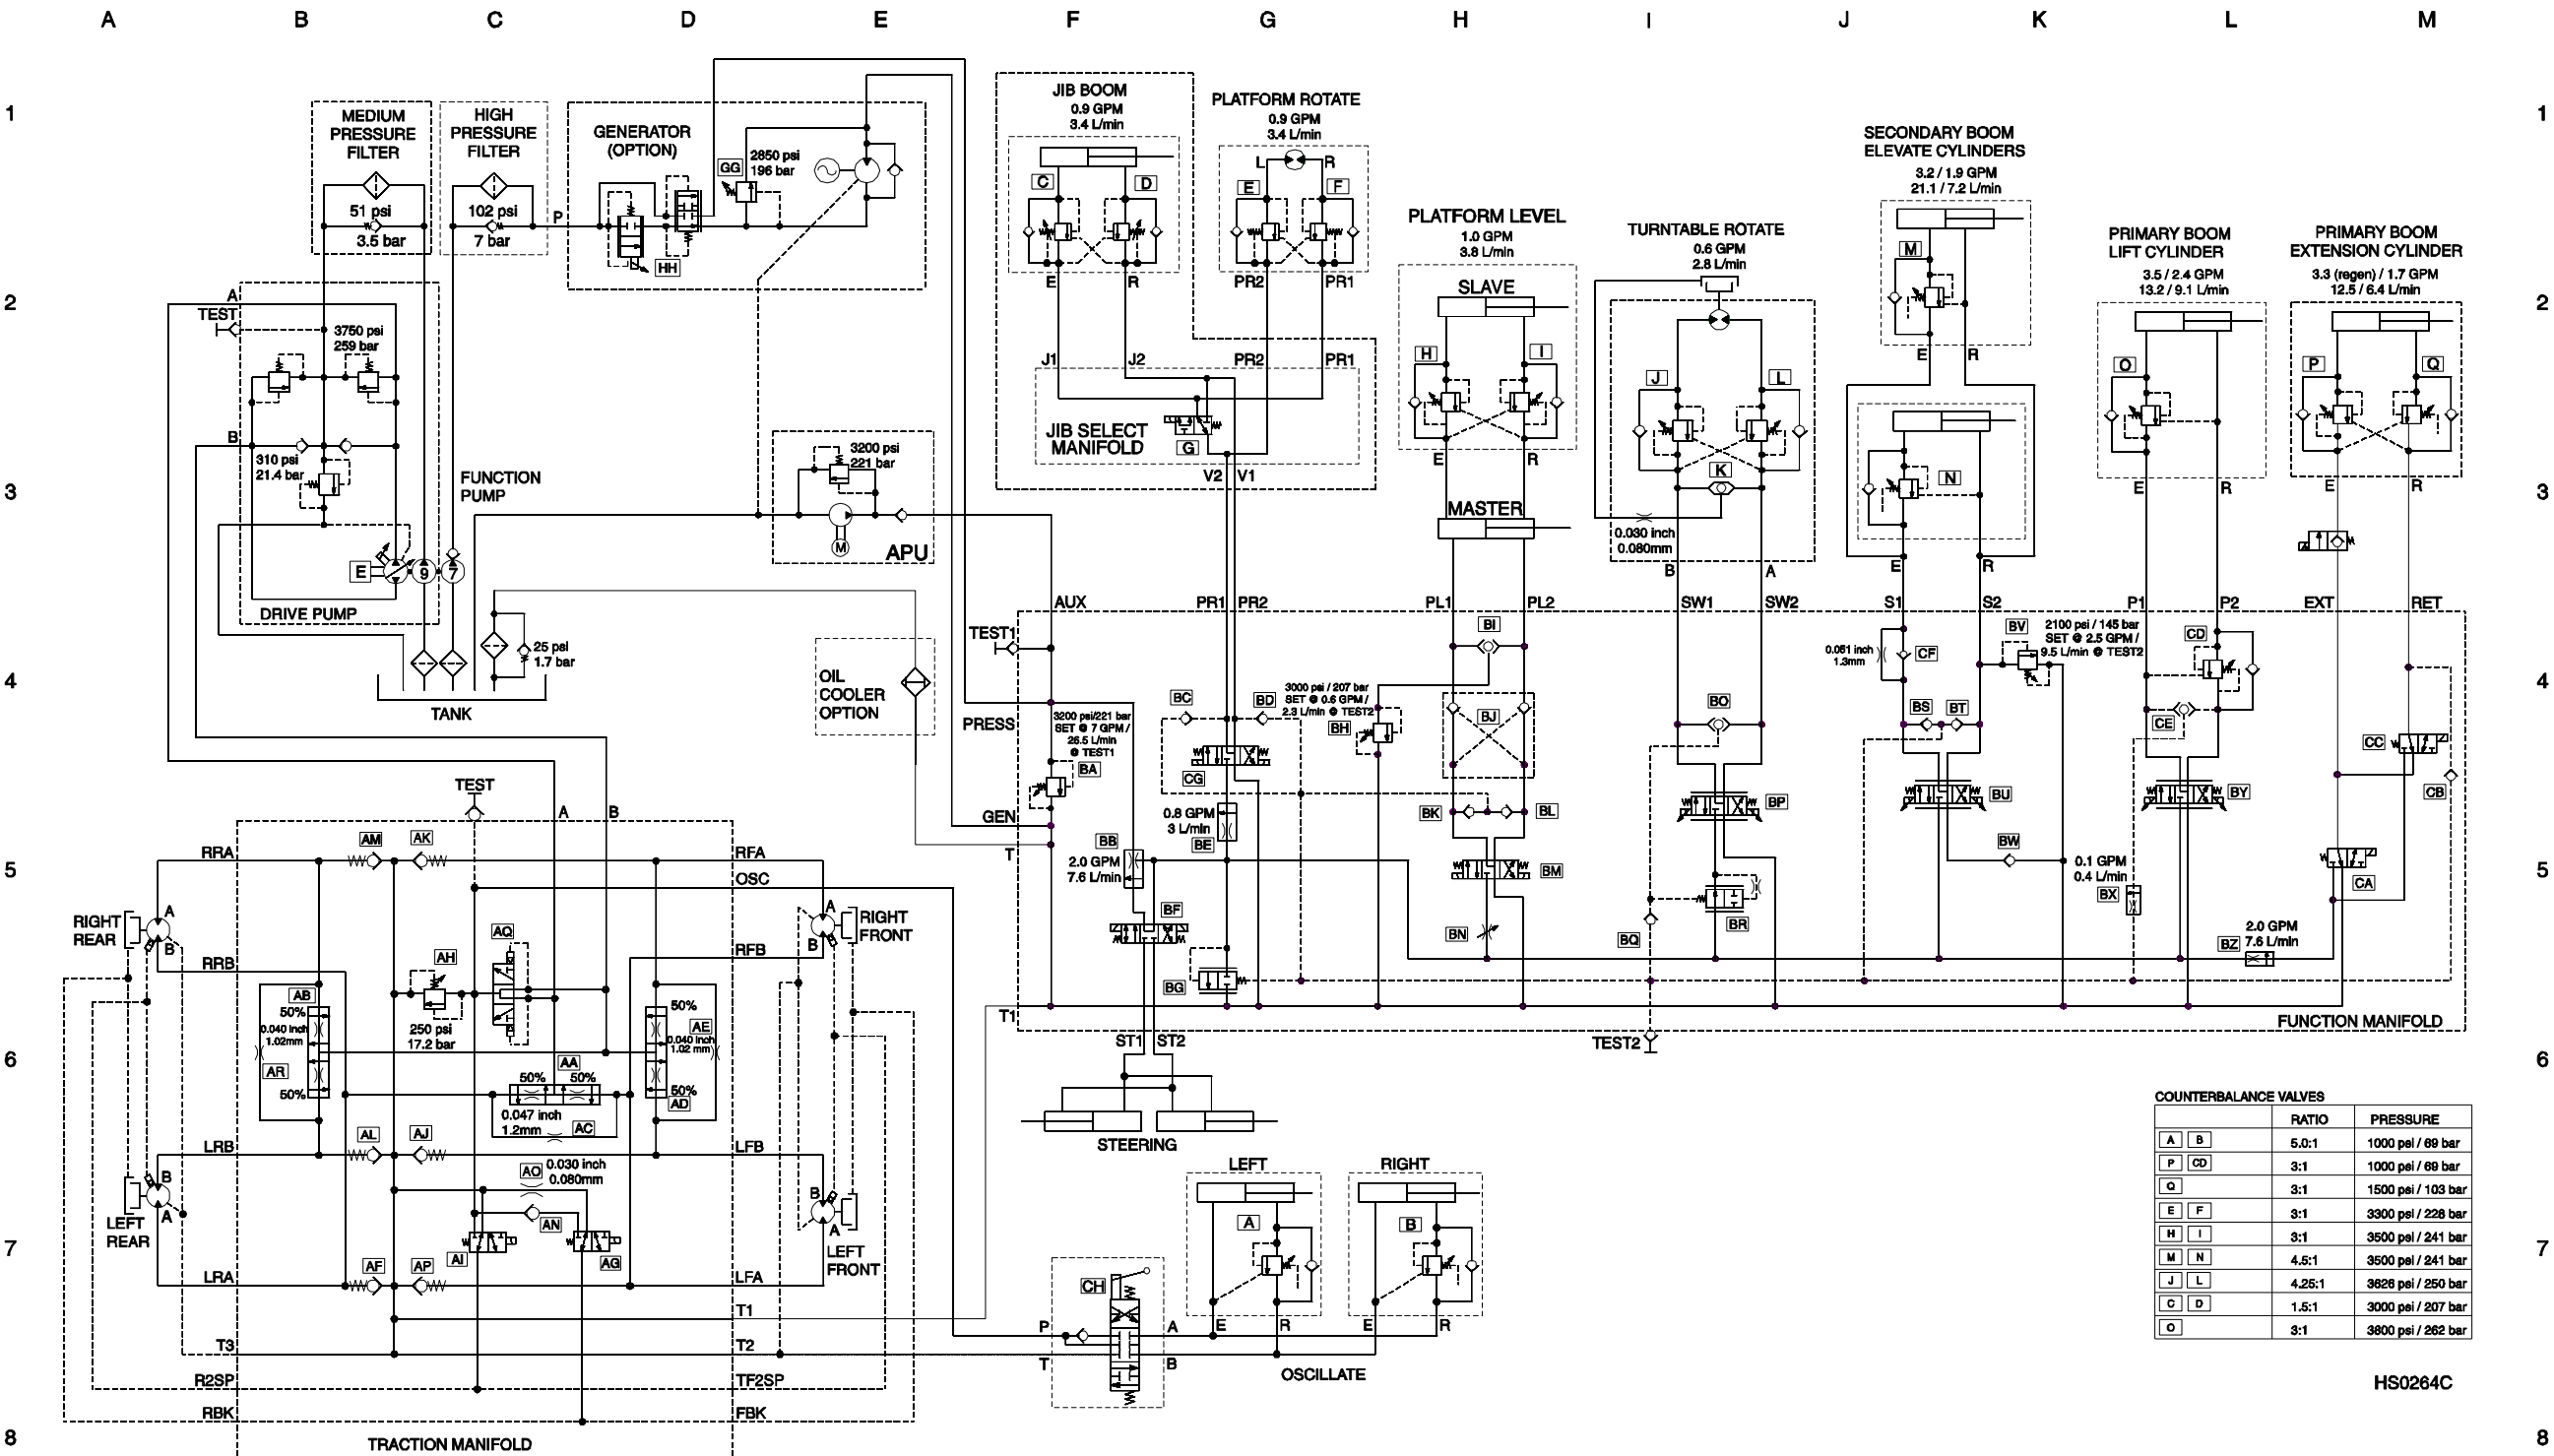 A B C D E F G H I J K L M
1
MEDIUM
PRESSURE
FILTER
51 psi
3.5 bar
HIGH
PRESSURE
FILTER
102 psi
7 bar
P
GENERATOR
(OPTION)
GG
2850 psi
196 bar
HH
JIB BOOM
0.9 GPM
3.4 L/min
C
D
E
R
PLATFORM ROTATE
0.9 GPM
3.4 L/min
L
R
E
F
PR2
PR1
PLATFORM LEVEL
1.0 GPM
3.8 L/min
SLAVE
H
I
E
R
MASTER
TURNTABLE ROTATE
0.6 GPM
2.8 L/min
J
L
K
0.030 inch
0.080mm
B
A
SECONDARY BOOM
ELEVATE CYLINDERS
3.2 / 1.9 GPM
21.1 / 7.2 L/min
M
E
R
N
E
R
PRIMARY BOOM
LIFT CYLINDER
3.5 / 2.4 GPM
13.2 / 9.1 L/min
O
E
R
PRIMARY BOOM
EXTENSION CYLINDER
3.3 (regen) / 1.7 GPM
12.5 / 6.4 L/min
P
Q
E
R
1
2
A
TEST
3750 psi
259 bar
B
310 psi
21.4 bar
E
9
7
DRIVE PUMP
J1
J2
PR2
PR1
JIB SELECT
MANIFOLD
G
V2
V1
2
3
FUNCTION
PUMP
3200 psi
221 bar
M
APU
3
4
25 psi
1.7 bar
TANK
OIL
COOLER
OPTION
AUX
PR1
PR2
PL1
PL2
SW1
SW2
S1
S2
P1
P2
EXT
RET
TEST1
PRESS
3200 psi/221 bar
SET @ 7 GPM /
26.5 L/min
@ TEST1
BA
GEN
T
BC
BD
CG
3000 psi / 207 bar
SET @ 0.6 GPM /
2.3 L/min @ TEST2
BH
BI
BJ
BK
BL
BM
BN
BO
BP
BQ
BR
0.051 inch
1.3mm
CF
BS
BT
BU
BV
2100 psi / 145 bar
SET @ 2.5 GPM /
9.5 L/min @ TEST2
BW
CD
CE
BY
CC
CB
CA
4
0.8 GPM
3 L/min
BE
BB
2.0 GPM
7.6 L/min
BF
BG
0.1 GPM
0.4 L/min
BX
2.0 GPM
7.6 L/min
BZ
T1
TEST2
FUNCTION MANIFOLD
5
TEST
A
B
RRA
AM
AK
RFA
OSC
RIGHT
REAR
A
B
A
B
RIGHT
FRONT
RRB
RFB
AH
AQ
250 psi
17.2 bar
AB
50%
0.040 inch
1.02mm
AR
50%
50%
AE
0.040 inch
1.02 mm
50%
AD
AA
50%
50%
0.047 inch
1.2mm
AC
5
6
ST1
ST2
STEERING
6
LRB
AL
AJ
LFB
AO
0.030 inch
0.080mm
AN
AI
AG
B
A
LEFT
REAR
B
A
LEFT
FRONT
7
LRA
AF
AP
LFA
T1
T3
T2
R2SP
TF2SP
RBK
FBK
TRACTION MANIFOLD
CH
P
T
A
B
LEFT
A
E
R
RIGHT
B
E
R
OSCILLATE
7
COUNTERBALANCE VALVES
RATIO PRESSURE
A B 5.0:1 1000 psi / 69 bar
P CD 3:1 1000 psi / 69 bar
Q 3:1 1500 psi / 103 bar
E F 3:1 3300 psi / 228 bar
H I 3:1 3500 psi / 241 bar
M N 4.5:1 3500 psi / 241 bar
J L 4.25:1 3626 psi / 250 bar
C D 1.5:1 3000 psi / 207 bar
O 3:1 3800 psi / 262 bar
HS0264C
8
8